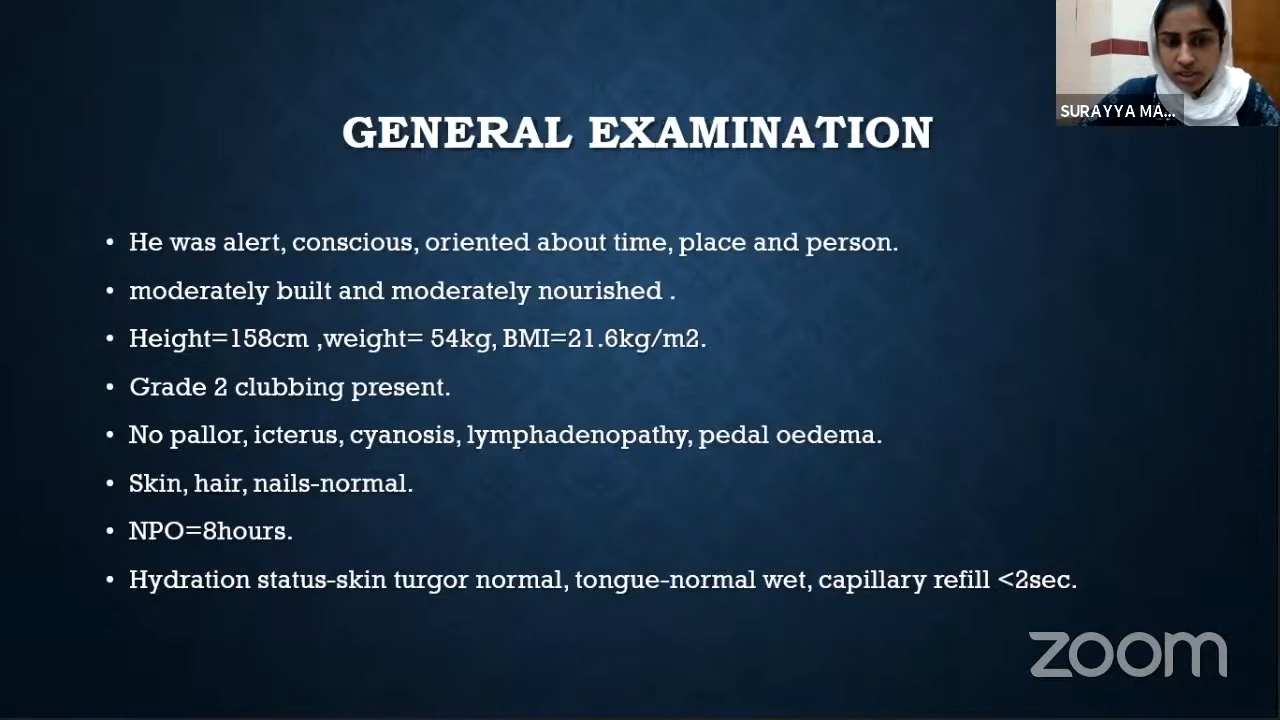 SURAYYA MA...
GENERAL EXAMINATION
• He was alert, conscious, oriented about time, place and person.
• moderately built and moderately nourished .
• Height=158cm ,weight= 54kg, BMI=21.6kg/m2.
• Grade 2 clubbing present.
• No pallor, icterus, cyanosis, lymphadenopathy, pedal oedema.
• Skin, hair, nails-normal.
• NPO=8hours.
• Hydration status-skin turgor normal, tongue-normal wet, capillary refill <2sec.
zoom